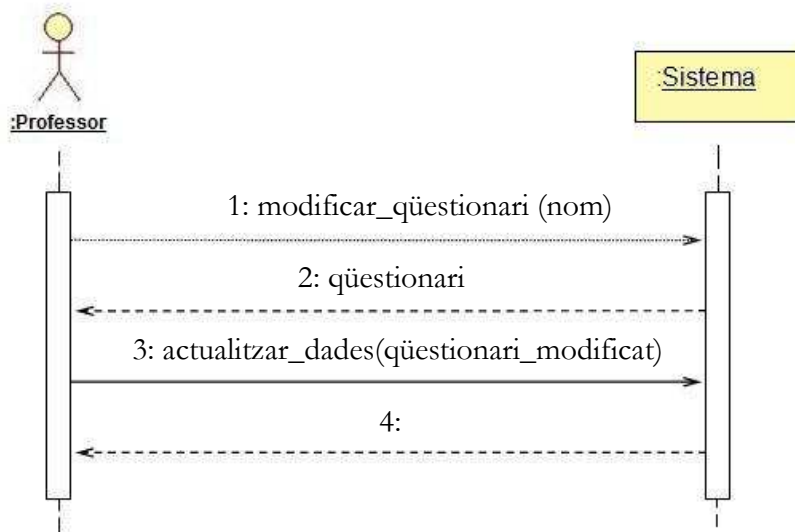 :Professor
:Sistema
1: modificar_qüestionari (nom)
2: qüestionari
3: actualitzar_dades(qüestionari_modificat)
4: